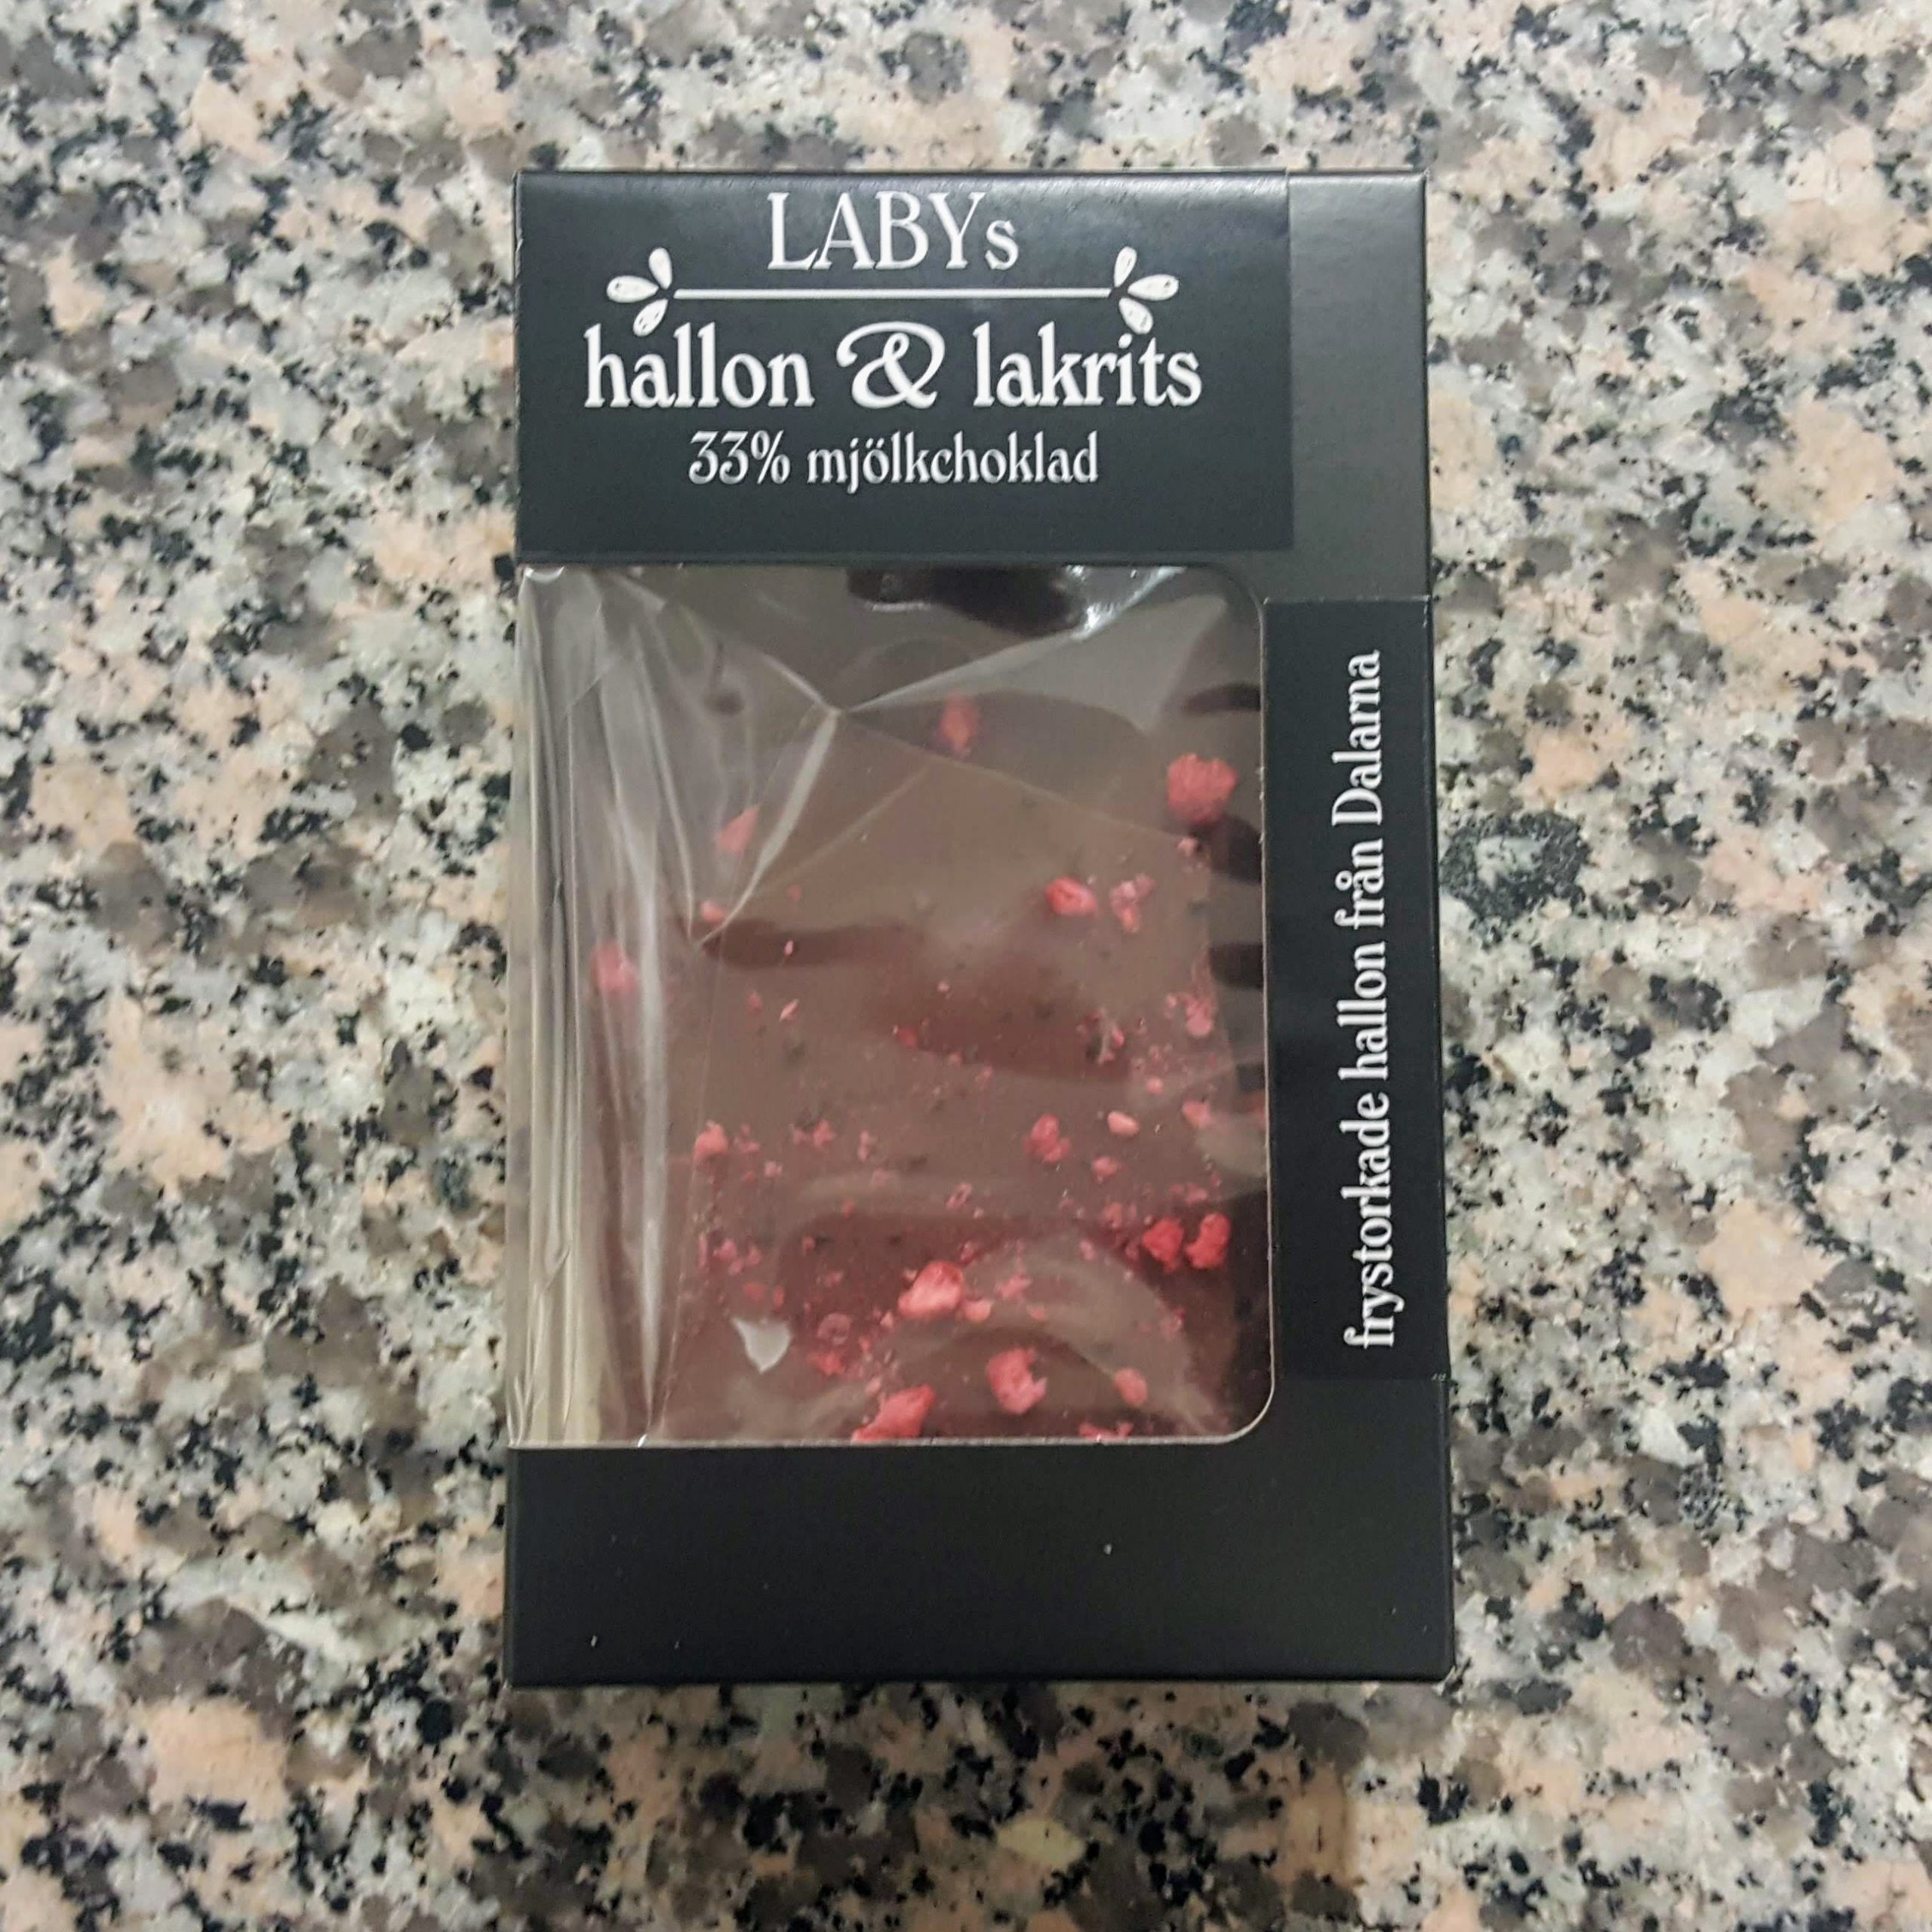 LABYs
hallon & lakrits
33% mjölkchoklad
frystorkade hallon från Dalarna